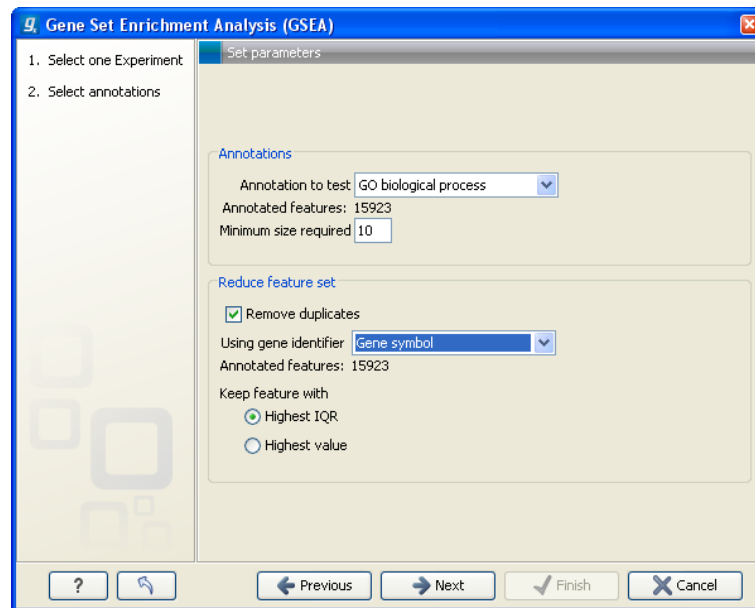 g. Gene Set Enrichment Analysis (GSEA)
1. Select one Experiment
2. Select annotations
Set parameters
Annotations
Annotation to test GO biological process
Annotated features: 15923
Minimum size required 10
Reduce feature set
Remove duplicates
Using gene identifier Gene symbol
Annotated features: 15923
Keep feature with
Highest IQR
Highest value
? Previous Next Finish Cancel